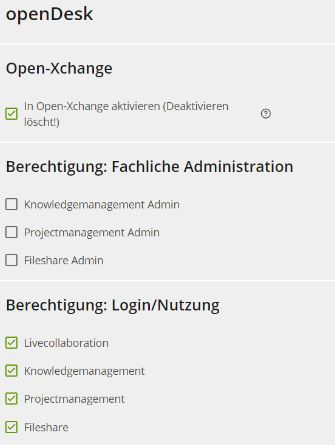 openDesk
Open-Xchange
In Open-Xchange aktivieren (Deaktivieren
löscht!)
Berechtigung: Fachliche Administration
Knowledgemanagement Admin
Projectmanagement Admin
Fileshare Admin
Berechtigung: Login/Nutzung
Livecollaboration
Knowledgemanagement
Projectmanagement
Fileshare